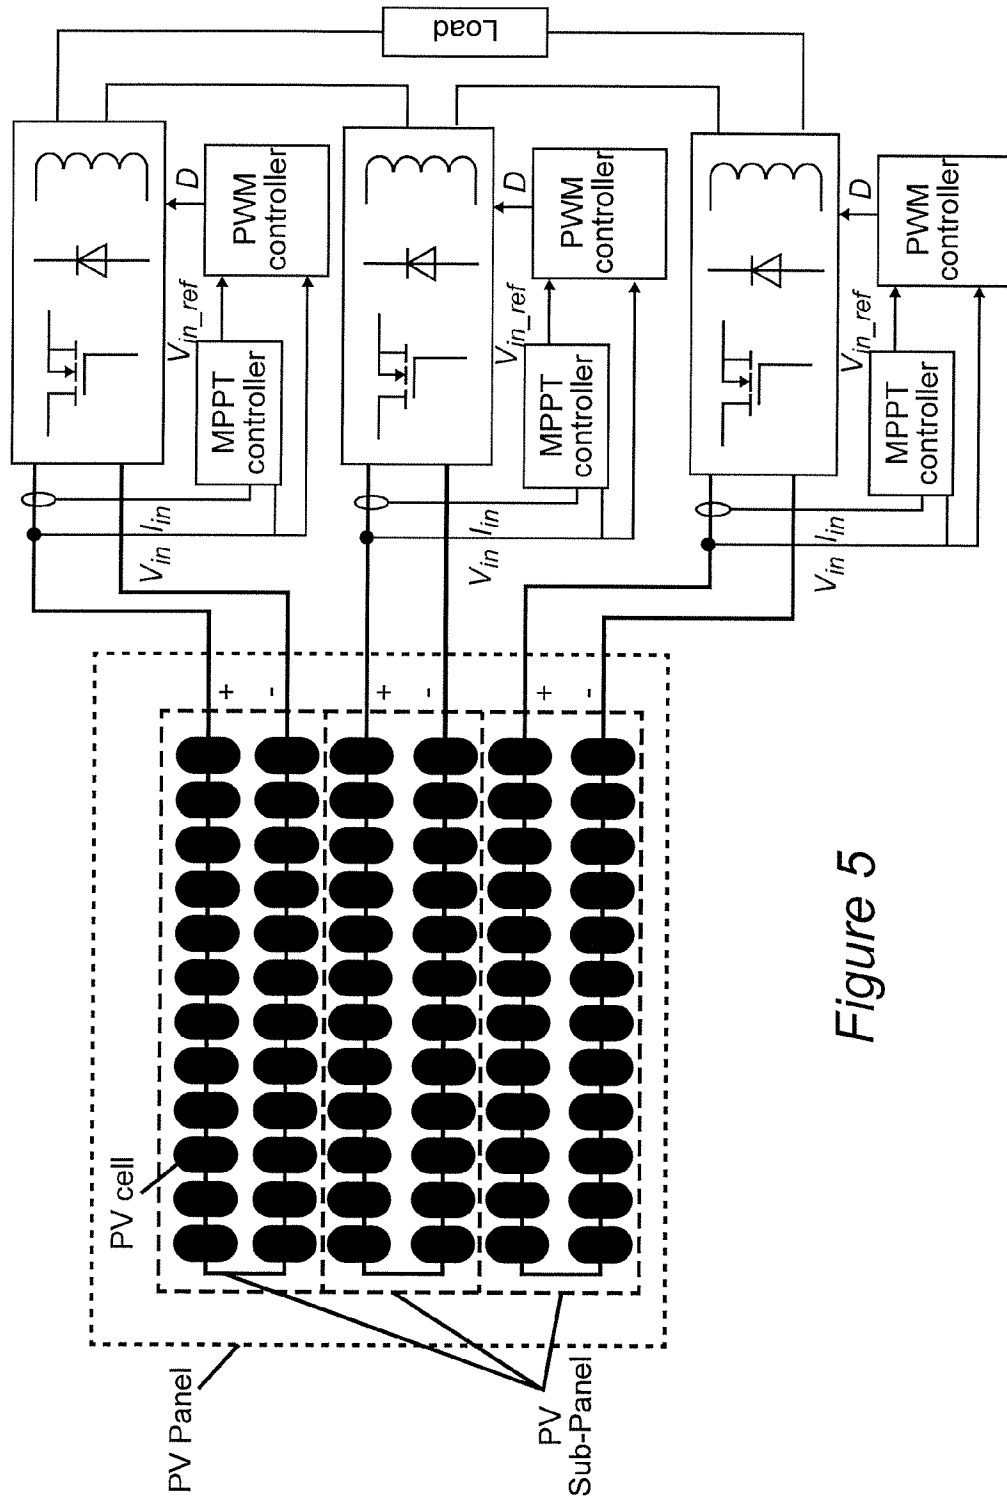 PV Panel
PV cell
PV
Sub-Panel
+
-
+
-
+
-
Vin
Iin
MPPT
controller
Vin_ref
PWM
controller
D
Vin
Iin
MPPT
controller
Vin_ref
PWM
controller
D
Vin
Iin
MPPT
controller
Vin_ref
PWM
controller
D
Load
Figure 5